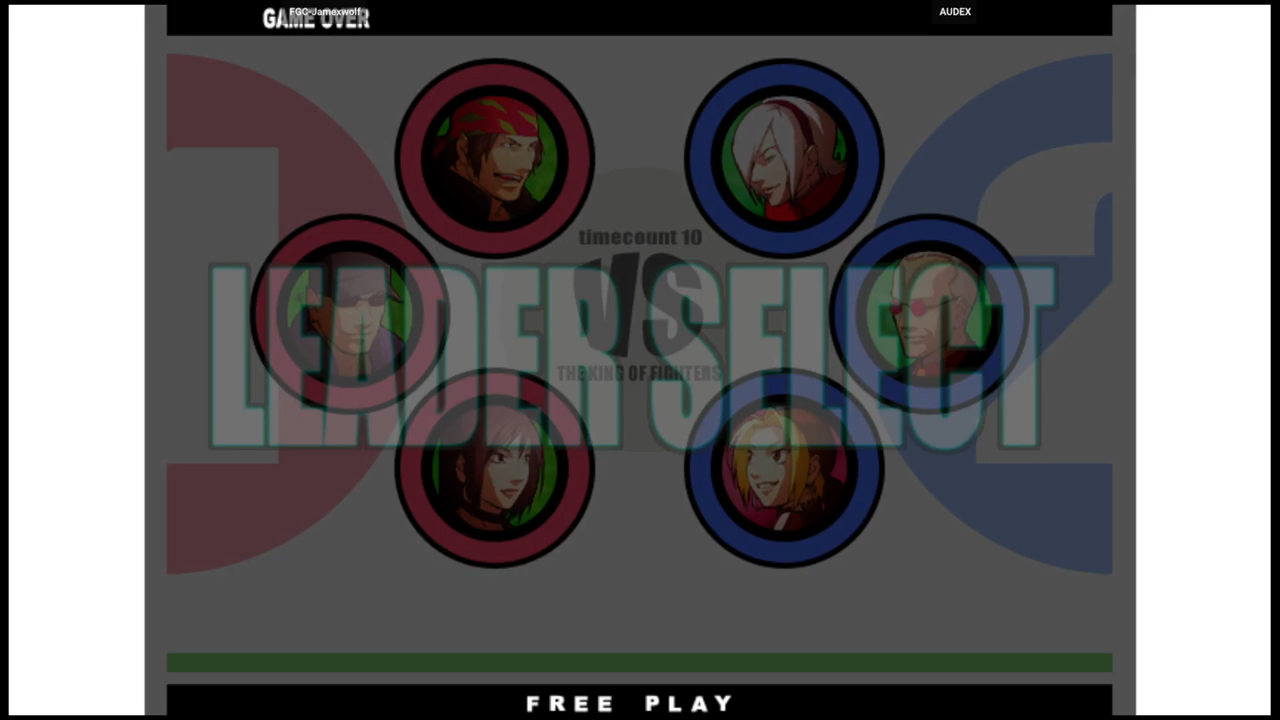 FGC-Jamexwolf
GAME OVER
AUDEX
timecount 10
VS
THE KING OF FIGHTERS
LEADER SELECT
FREE PLAY